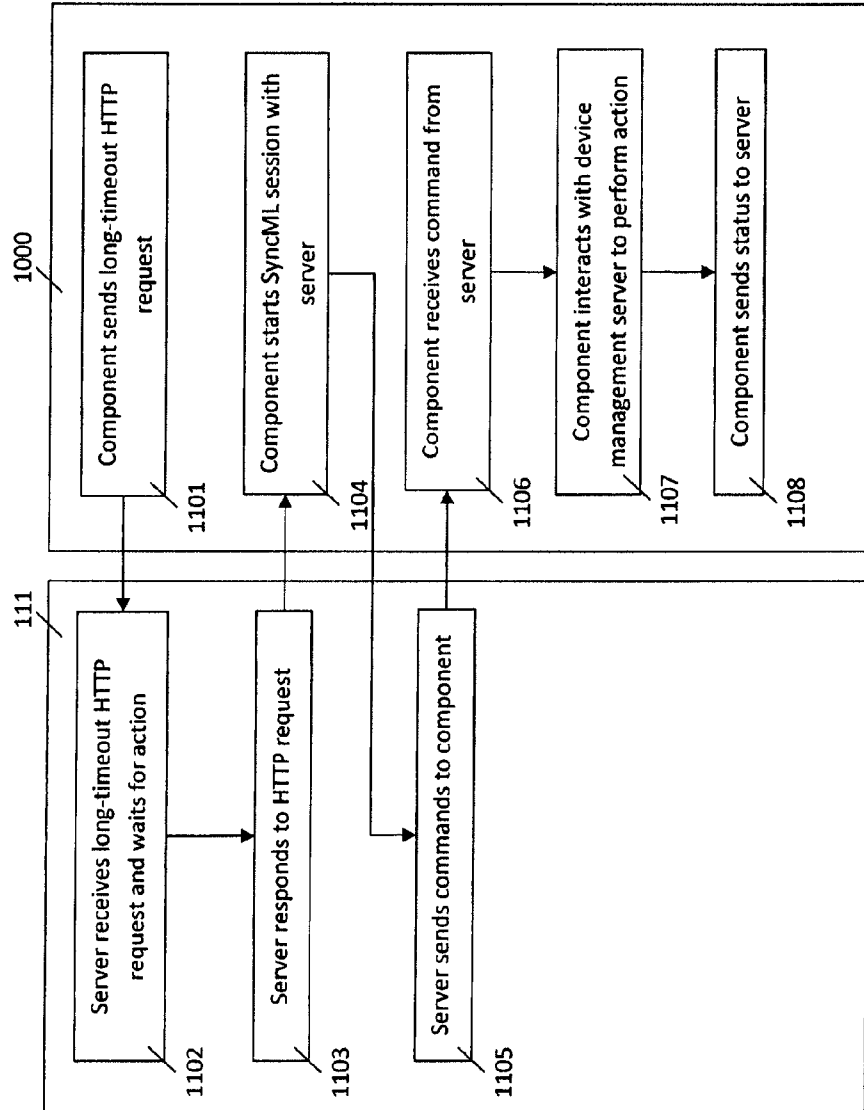 111
Server receives long-timeout HTTP
request and waits for action
1102
Server responds to HTTP request
1103
Server sends commands to component
1105
1000
Component sends long-timeout HTTP
request
1101
Component starts SyncML session with
server
1104
Component receives command from
server
1106
Component interacts with device
management server to perform action
1107
Component sends status to server
1108